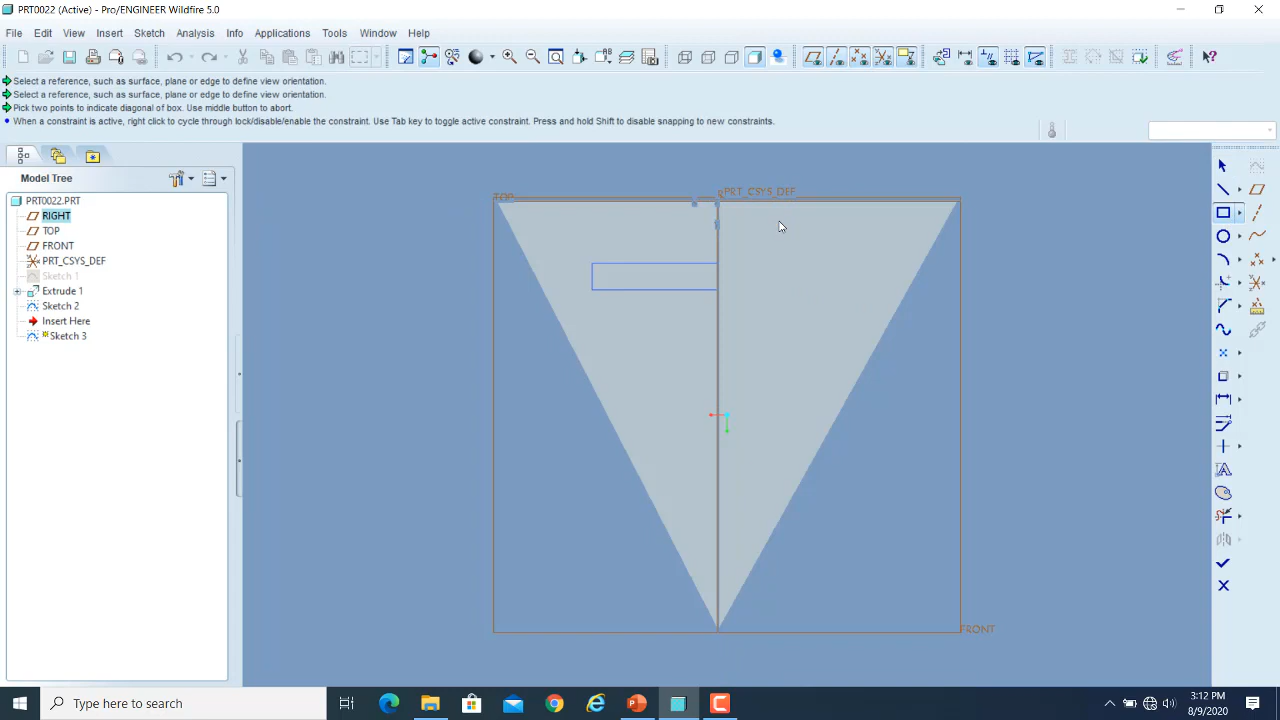 PRT0022 (Active) - Pro/ENGINEER Wildfire 5.0
File Edit View Insert Sketch Analysis Info Applications Tools Window Help
Select a reference, such as surface, plane or edge to define view orientation.
Select a reference, such as surface, plane or edge to define view orientation.
Pick two points to indicate diagonal of box. Use middle button to abort.
When a constraint is active, right click to cycle through lock/disable/enable the constraint. Use Tab key to toggle active constraint. Press and hold Shift to disable snapping to new constraints.
Model Tree
PRT0022.PRT
RIGHT
TOP
FRONT
PRT_CSYS_DEF
Sketch 1
Extrude 1
Sketch 2
Insert Here
Sketch 3
TOP
PRT_CSYS_DEF
FRONT
Type here to search
3:12 PM
8/9/2020